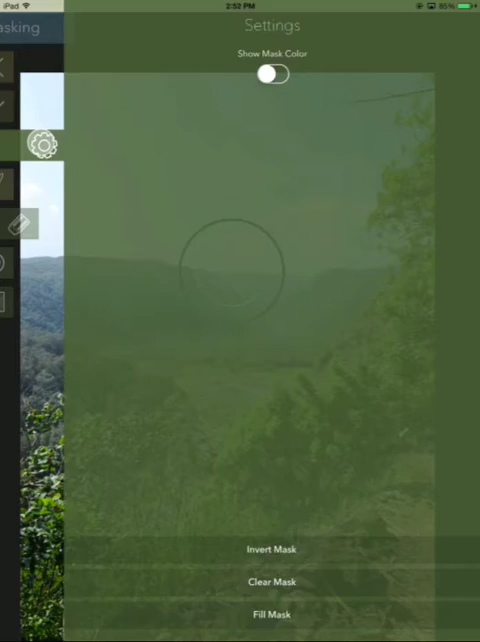 iPad 2:52 PM 85%
asking Settings
Show Mask Color
Invert Mask
Clear Mask
Fill Mask